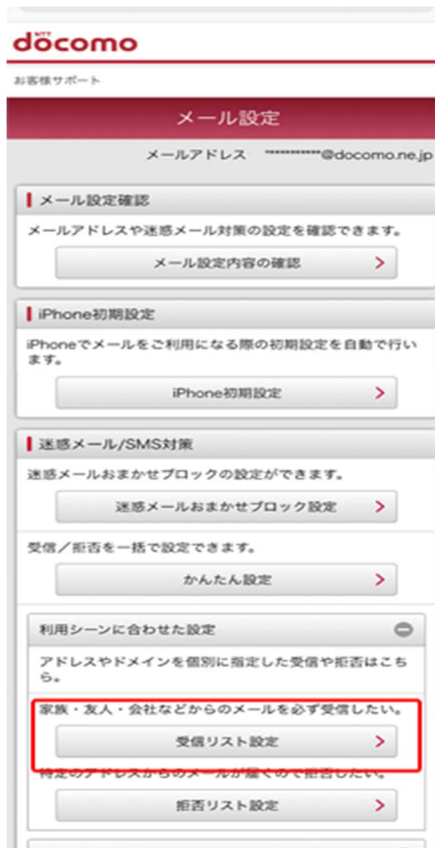 NTT
döcomo
お客様サポート
メール設定
メールアドレス ***********@docomo.ne.jp
メール設定確認
メールアドレスや迷惑メール対策の設定を確認できます。
メール設定内容の確認
iPhone初期設定
iPhoneでメールをご利用になる際の初期設定を自動で行い
ます。
iPhone初期設定
迷惑メール/SMS対策
迷惑メールおまかせブロックの設定ができます。
迷惑メールおまかせブロック設定
受信／拒否を一括で設定できます。
かんたん設定
利用シーンに合わせた設定
アドレスやドメインを個別に指定した受信や拒否はこち
ら。
家族・友人・会社などからのメールを必ず受信したい。
受信リスト設定
特定のアドレスからのメールが届くので拒否したい。
拒否リスト設定